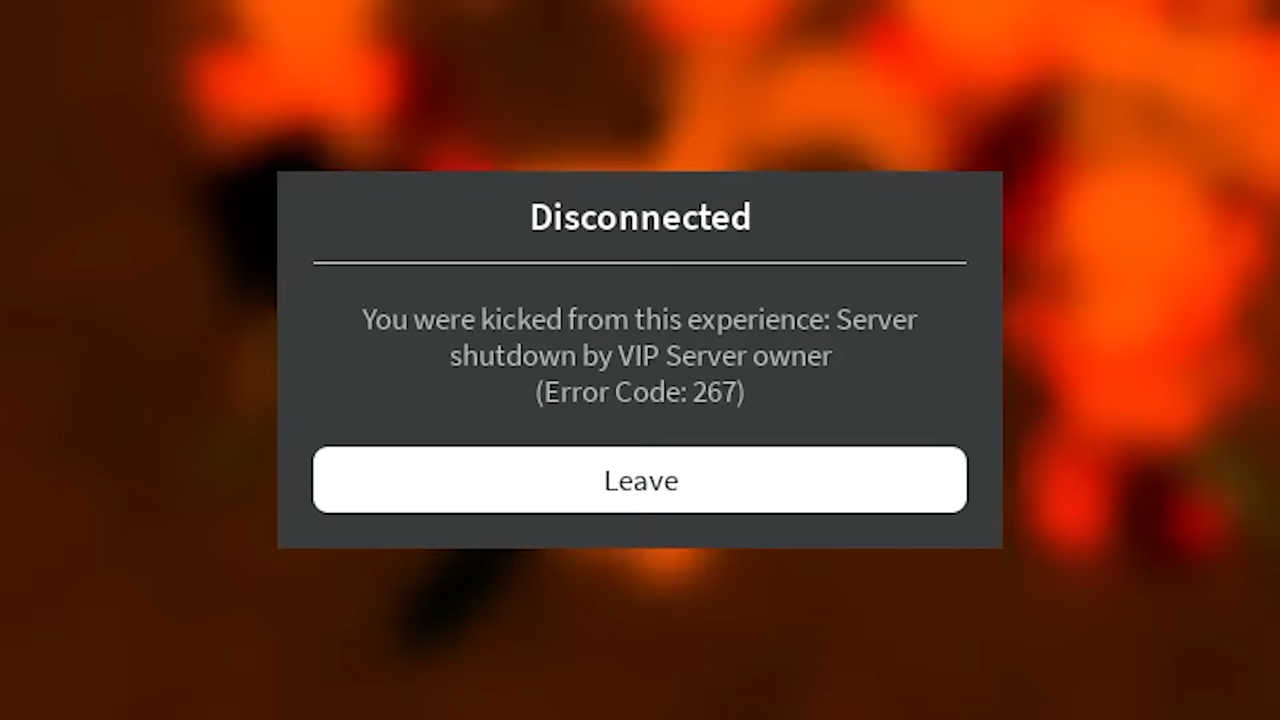 Disconnected
You were kicked from this experience: Server
shutdown by VIP Server owner
(Error Code: 267)
Leave